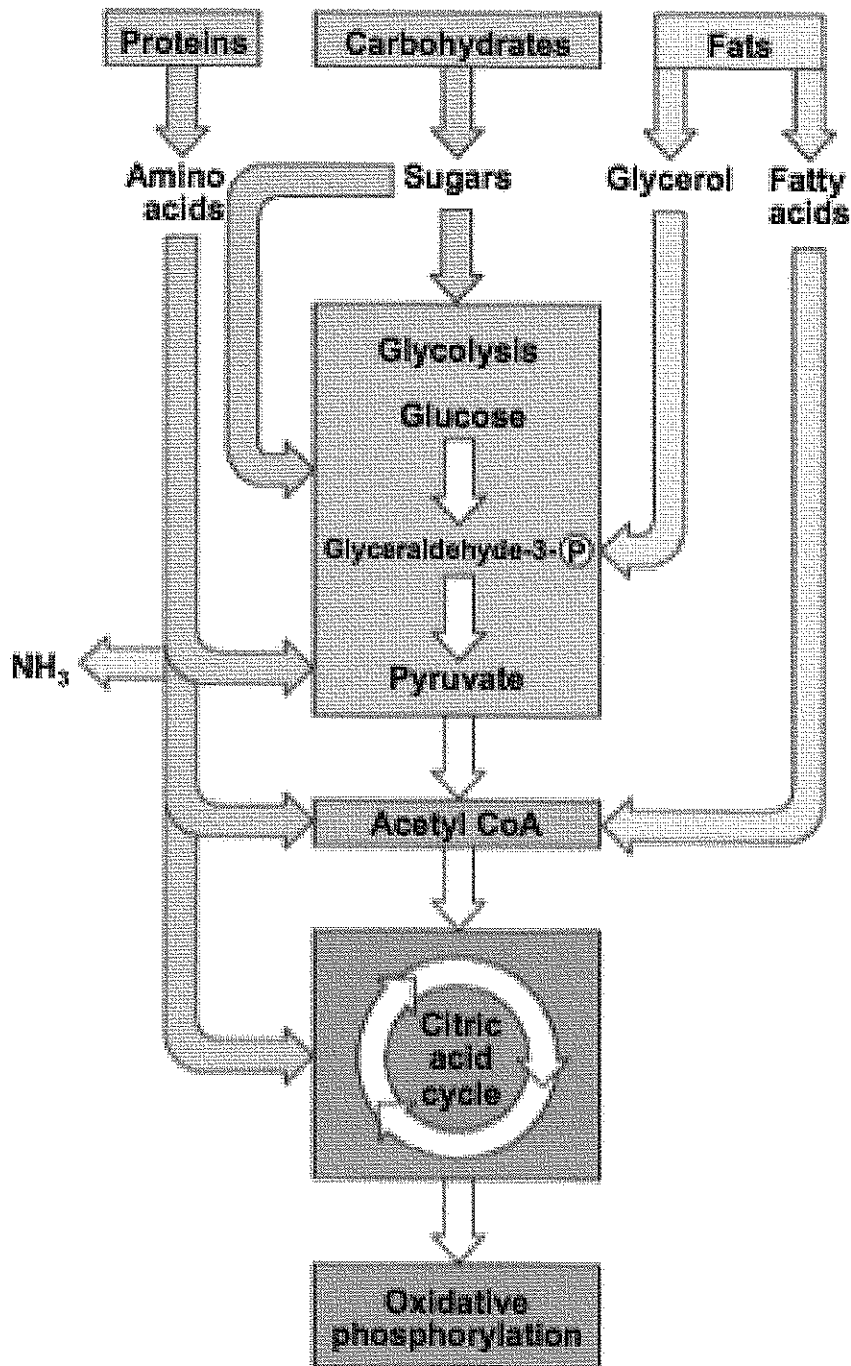 Proteins
Carbohydrates
Fats
Amino
acids
Sugars
Glycerol
Fatty
acids
Glycolysis
Glucose
Glyceraldehyde-3-P
NH₃
Pyruvate
Acetyl CoA
Citric
acid
cycle
Oxidative
phosphorylation